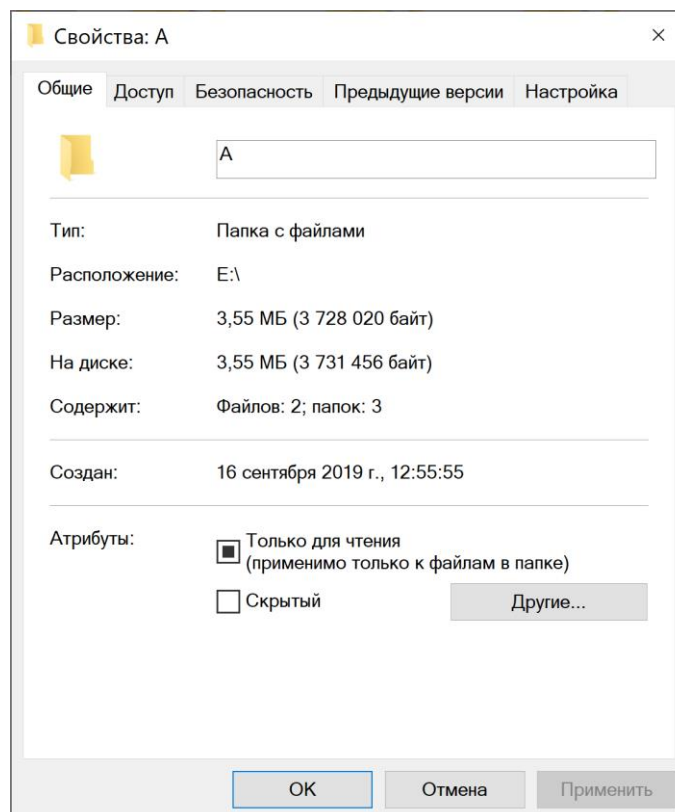 Свойства: А
Общие
Доступ
Безопасность
Предыдущие версии
Настройка
А
Тип:
Папка с файлами
Расположение:
E:\
Размер:
3,55 МБ (3 728 020 байт)
На диске:
3,55 МБ (3 731 456 байт)
Содержит:
Файлов: 2; папок: 3
Создан:
16 сентября 2019 г., 12:55:55
Атрибуты:
Только для чтения
(применимо только к файлам в папке)
Скрытый
Другие...
ОК
Отмена
Применить